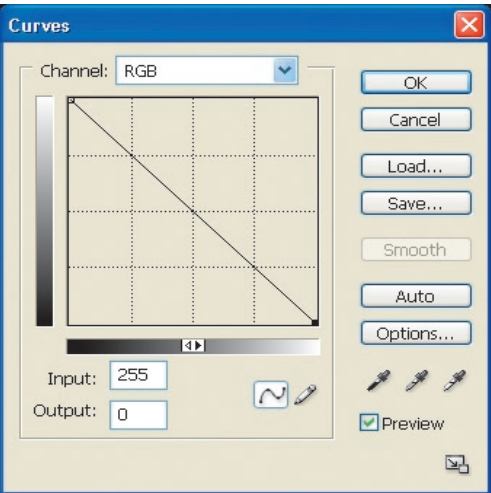 Curves
Channel: RGB
OK
Cancel
Load...
Save...
Smooth
Auto
Options...
Input: 255
Output: 0
Preview